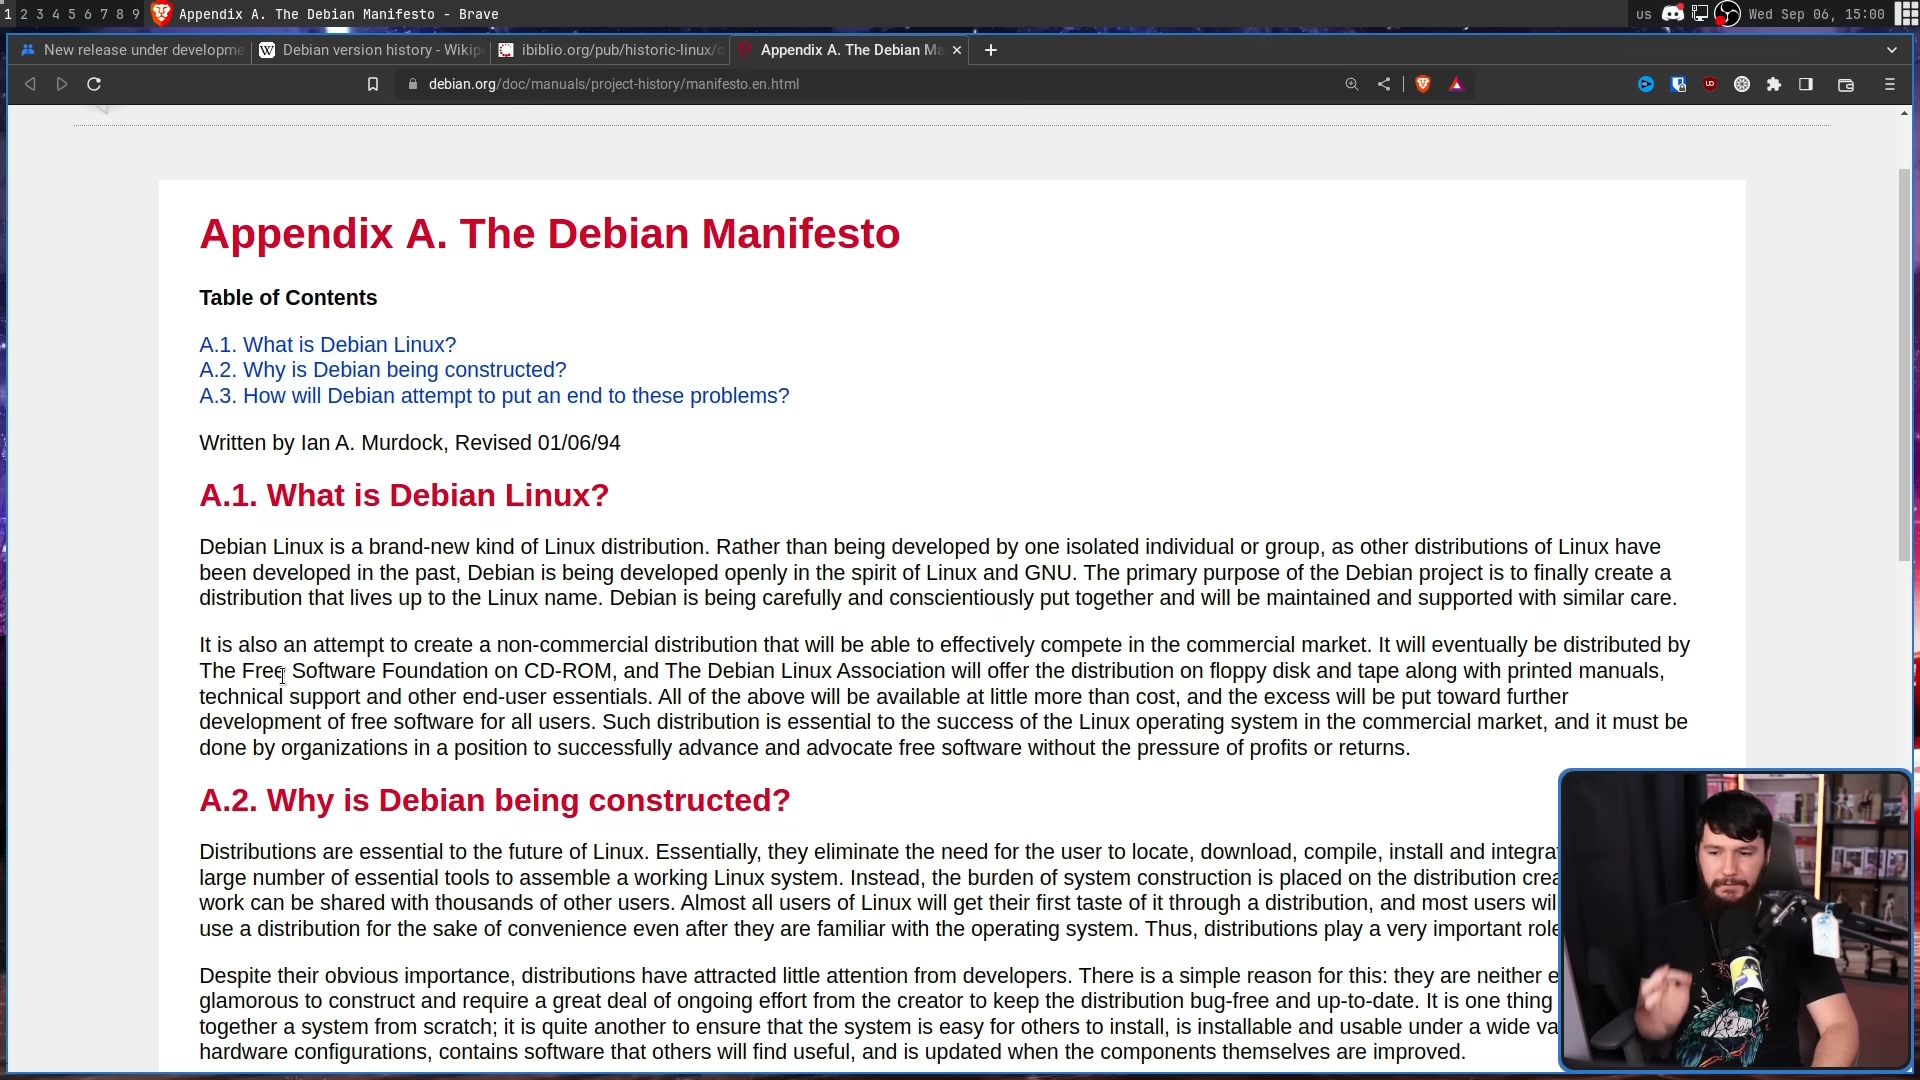 1 2 3 4 5 6 7 8 9 Appendix A. The Debian Manifesto - Brave us Wed Sep 06, 15:00
New release under developme Debian version history - Wikip ibiblio.org/pub/historic-linux/d Appendix A. The Debian Ma
debian.org/doc/manuals/project-history/manifesto.en.html
Appendix A. The Debian Manifesto
Table of Contents
A.1. What is Debian Linux?
A.2. Why is Debian being constructed?
A.3. How will Debian attempt to put an end to these problems?
Written by Ian A. Murdock, Revised 01/06/94
A.1. What is Debian Linux?
Debian Linux is a brand-new kind of Linux distribution. Rather than being developed by one isolated individual or group, as other distributions of Linux have
been developed in the past, Debian is being developed openly in the spirit of Linux and GNU. The primary purpose of the Debian project is to finally create a
distribution that lives up to the Linux name. Debian is being carefully and conscientiously put together and will be maintained and supported with similar care.
It is also an attempt to create a non-commercial distribution that will be able to effectively compete in the commercial market. It will eventually be distributed by
The Free Software Foundation on CD-ROM, and The Debian Linux Association will offer the distribution on floppy disk and tape along with printed manuals,
technical support and other end-user essentials. All of the above will be available at little more than cost, and the excess will be put toward further
development of free software for all users. Such distribution is essential to the success of the Linux operating system in the commercial market, and it must be
done by organizations in a position to successfully advance and advocate free software without the pressure of profits or returns.
A.2. Why is Debian being constructed?
Distributions are essential to the future of Linux. Essentially, they eliminate the need for the user to locate, download, compile, install and integrat
large number of essential tools to assemble a working Linux system. Instead, the burden of system construction is placed on the distribution crea
work can be shared with thousands of other users. Almost all users of Linux will get their first taste of it through a distribution, and most users wil
use a distribution for the sake of convenience even after they are familiar with the operating system. Thus, distributions play a very important role
Despite their obvious importance, distributions have attracted little attention from developers. There is a simple reason for this: they are neither e
glamorous to construct and require a great deal of ongoing effort from the creator to keep the distribution bug-free and up-to-date. It is one thing
together a system from scratch; it is quite another to ensure that the system is easy for others to install, is installable and usable under a wide va
hardware configurations, contains software that others will find useful, and is updated when the components themselves are improved.